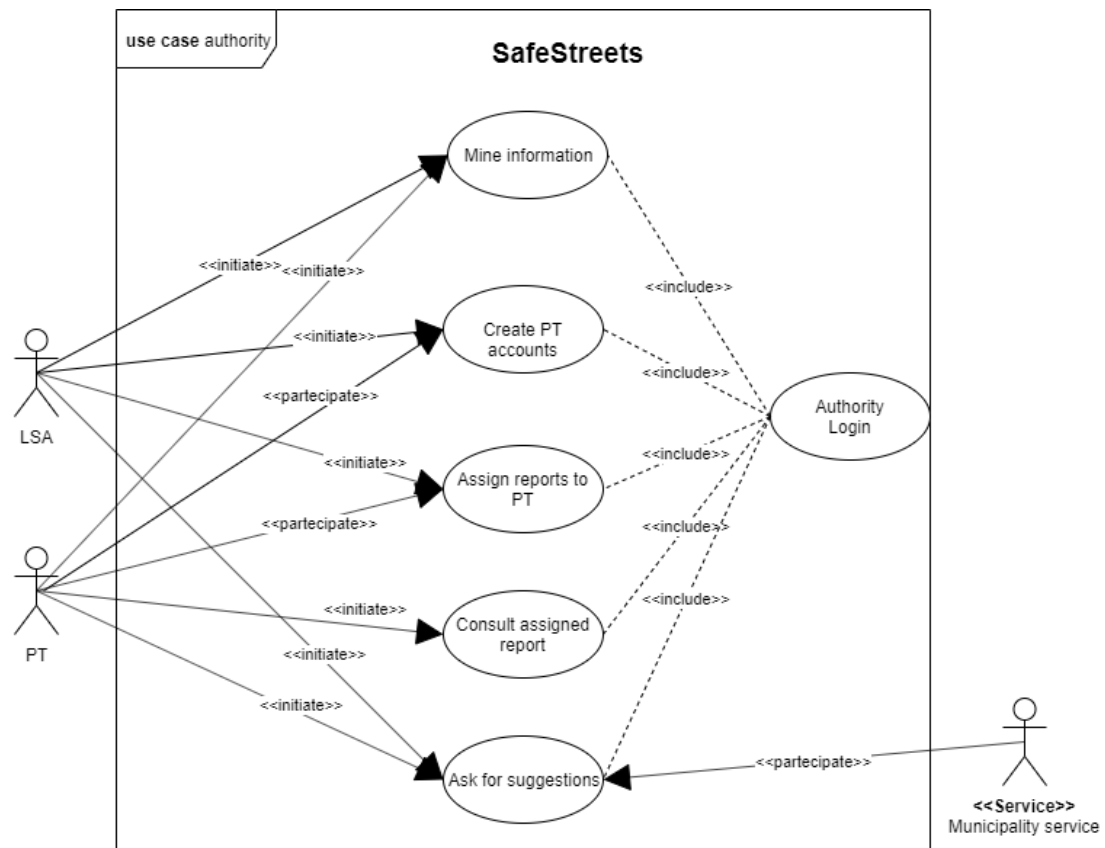 use case authority
SafeStreets
Mine information
<<initiate>>
<<initiate>>
<<include>>
Create PT
accounts
<<initiate>>
<<include>>
<<partecipate>>
Authority
Login
LSA
<<initiate>>
<<include>>
Assign reports to
PT
<<partecipate>>
<<include>>
<<initiate>>
<<include>>
Consult assigned
report
PT
<<initiate>>
<<initiate>>
Ask for suggestions
<<partecipate>>
<<Service>>
Municipality service